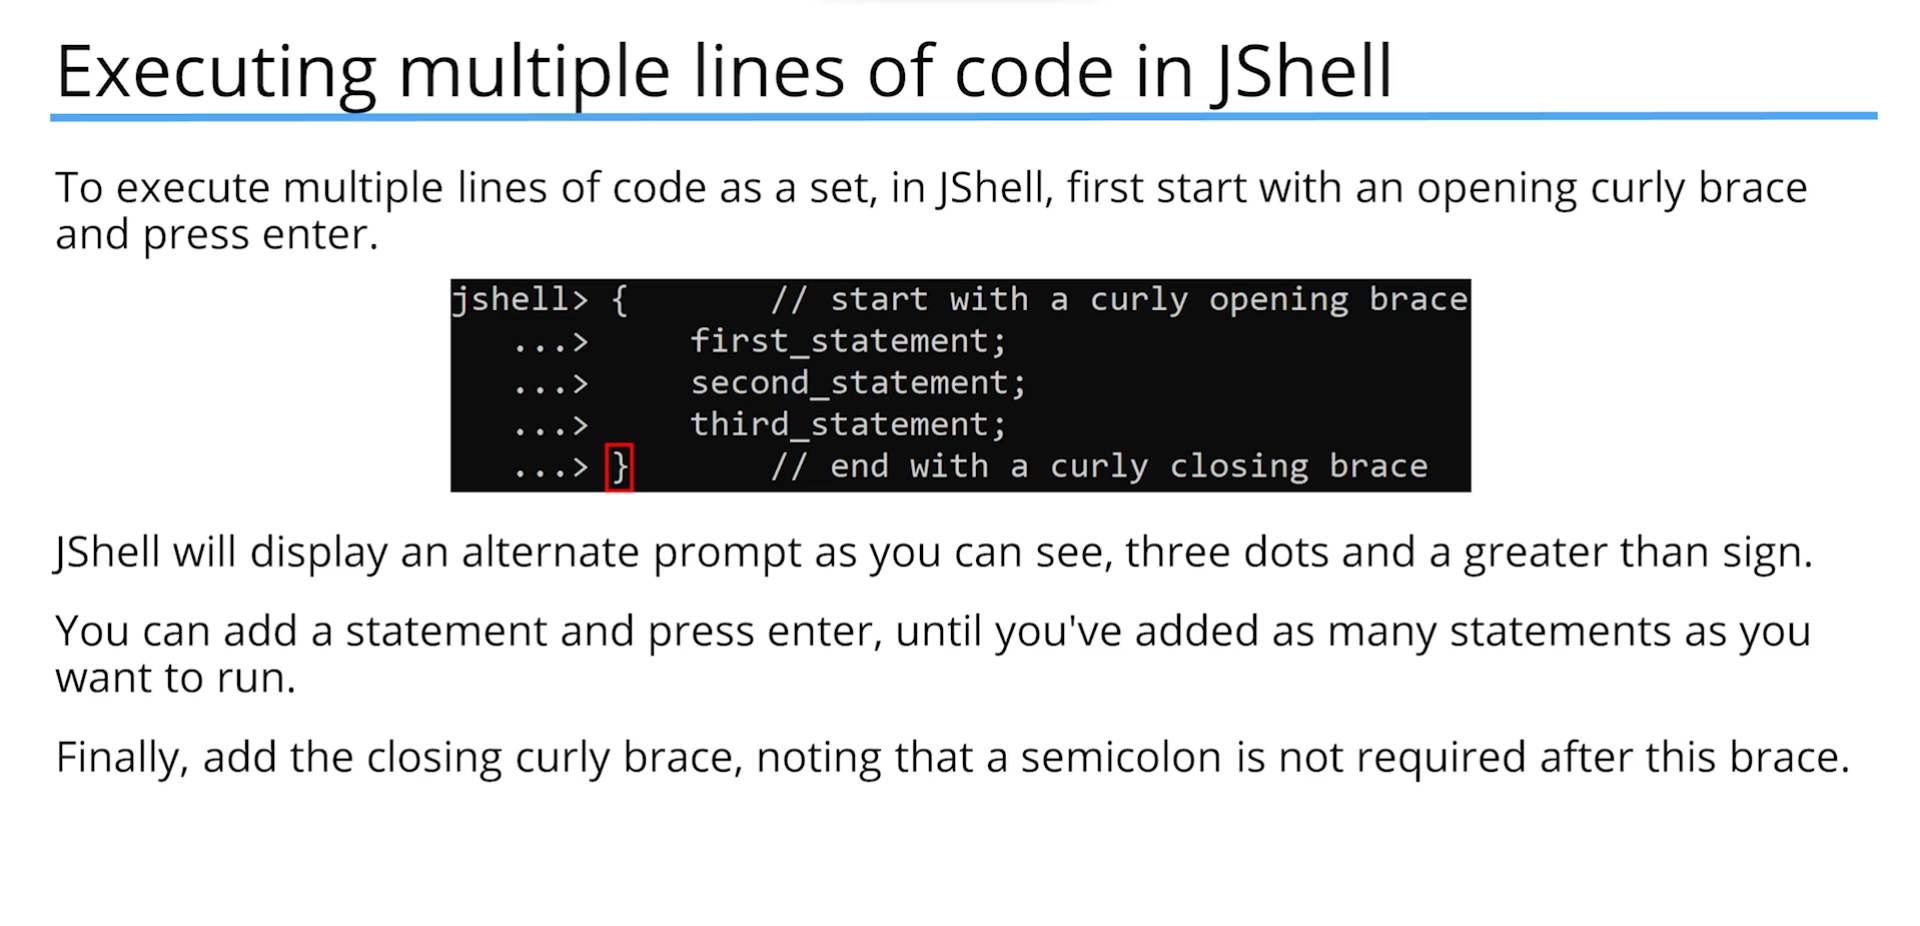 Executing multiple lines of code in JShell
To execute multiple lines of code as a set, in JShell, first start with an opening curly brace
and press enter.
jshell> {       // start with a curly opening brace
   ...>     first_statement;
   ...>     second_statement;
   ...>     third_statement;
   ...> }       // end with a curly closing brace
JShell will display an alternate prompt as you can see, three dots and a greater than sign.
You can add a statement and press enter, until you've added as many statements as you
want to run.
Finally, add the closing curly brace, noting that a semicolon is not required after this brace.